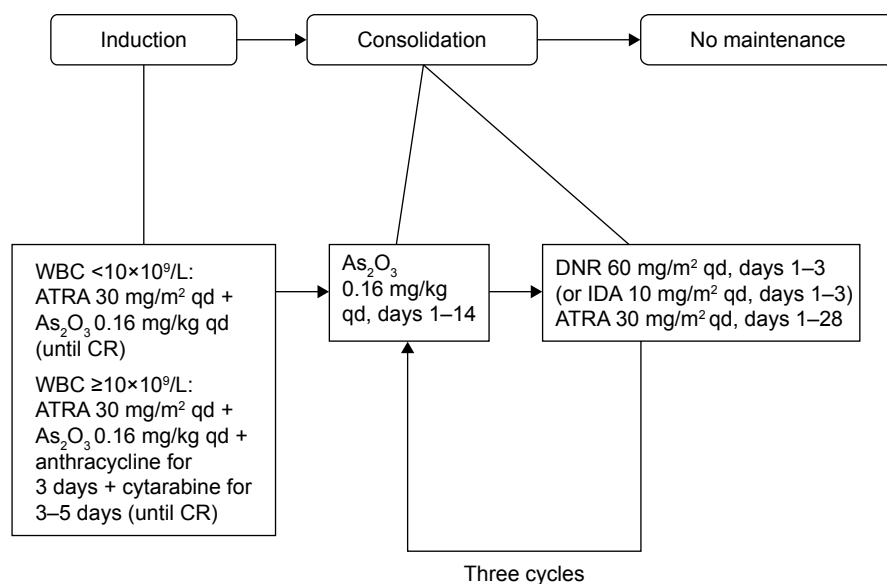 Induction
Consolidation
No maintenance
WBC <10×10⁹/L:
ATRA 30 mg/m² qd +
As₂O₃ 0.16 mg/kg qd
(until CR)
WBC ≥10×10⁹/L:
ATRA 30 mg/m² qd +
As₂O₃ 0.16 mg/kg qd +
anthracycline for
3 days + cytarabine for
3–5 days (until CR)
As₂O₃
0.16 mg/kg
qd, days 1–14
DNR 60 mg/m² qd, days 1–3
(or IDA 10 mg/m² qd, days 1–3)
ATRA 30 mg/m² qd, days 1–28
Three cycles